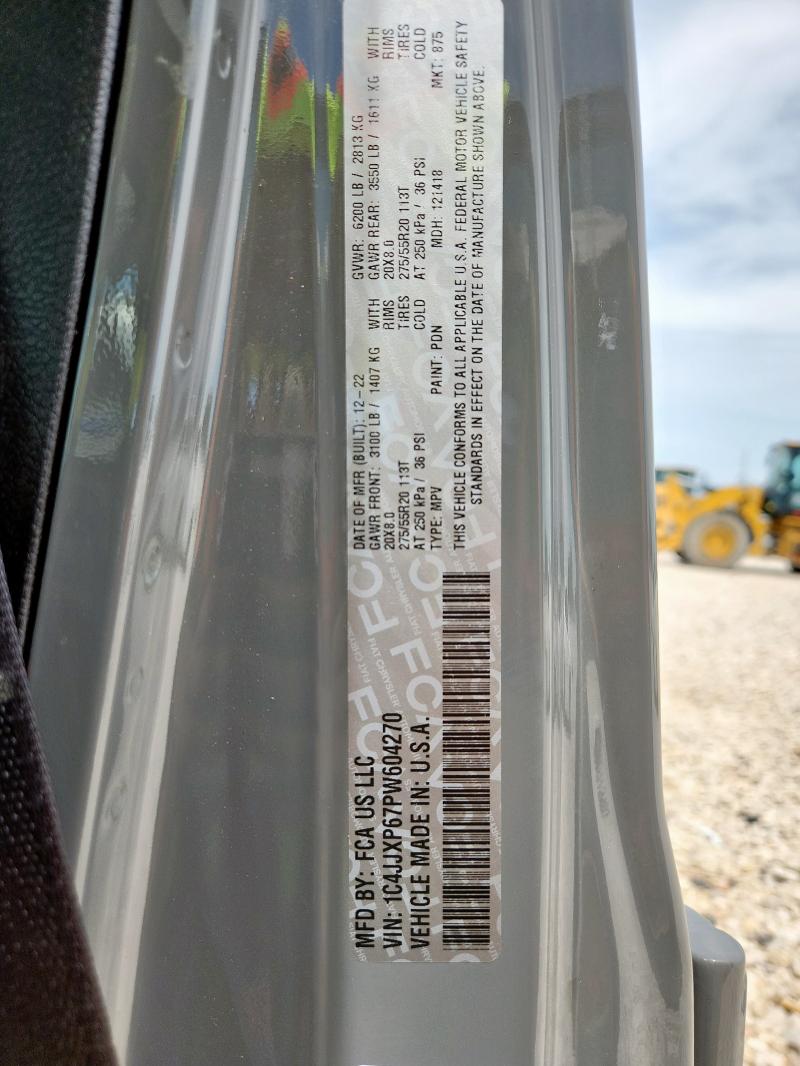 MFD BY: FCA US LLC
VIN: 1C4JJXP67PW604270
VEHICLE MADE IN: U.S.A.
DATE OF MFR (BUILT): 12-22 GVWR: 6200 LB / 2813 KG
GAWR FRONT: 3100 LB / 1407 KG WITH GAWR REAR: 3550 LB / 1611 KG WITH
20X8.0 RIMS 20X8.0 RIMS
275/55R20 113T TIRES 275/55R20 113T TIRES
AT 250 kPa / 36 PSI COLD AT 250 kPa / 36 PSI COLD
TYPE: MPV PAINT: PDN MDH: 121418 MKT: 875
THIS VEHICLE CONFORMS TO ALL APPLICABLE U.S.A. FEDERAL MOTOR VEHICLE SAFETY
STANDARDS IN EFFECT ON THE DATE OF MANUFACTURE SHOWN ABOVE.